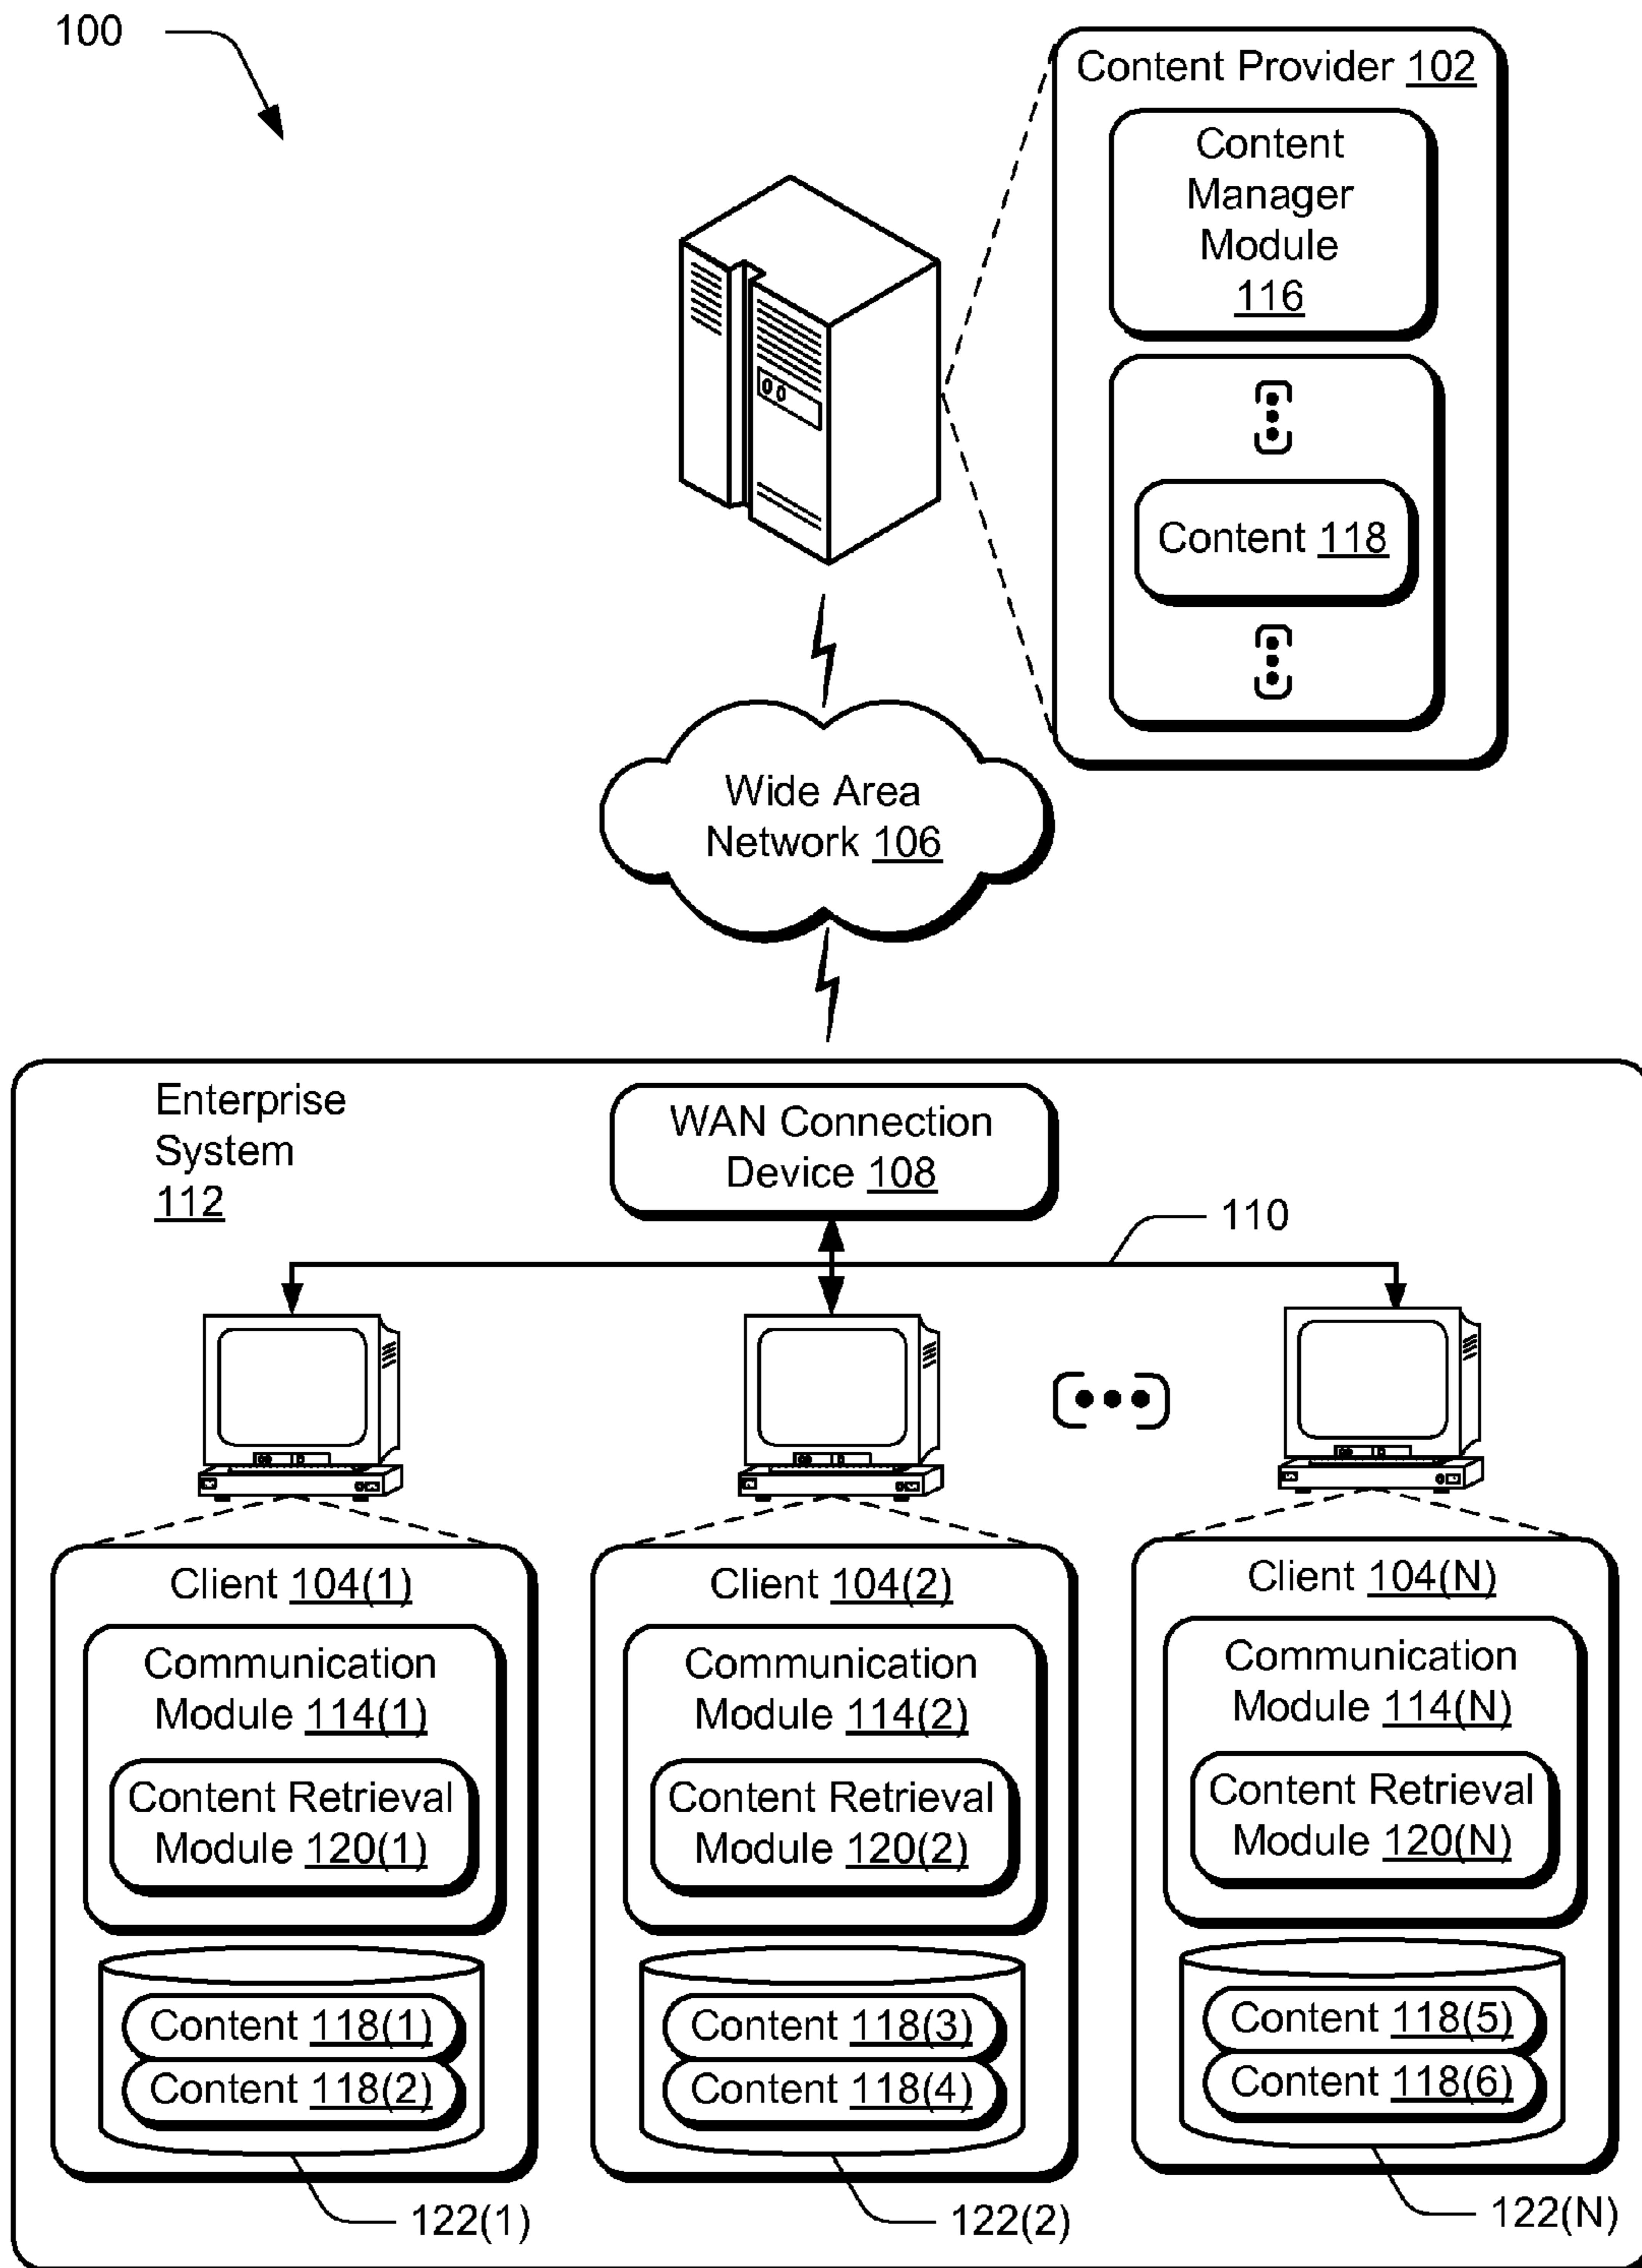 100
Content Provider 102
Content
Manager
Module
116
Content 118
Wide Area
Network 106
Enterprise
System
112
WAN Connection
Device 108
110
Client 104(1)
Communication
Module 114(1)
Content Retrieval
Module 120(1)
Content 118(1)
Content 118(2)
122(1)
Client 104(2)
Communication
Module 114(2)
Content Retrieval
Module 120(2)
Content 118(3)
Content 118(4)
122(2)
Client 104(N)
Communication
Module 114(N)
Content Retrieval
Module 120(N)
Content 118(5)
Content 118(6)
122(N)